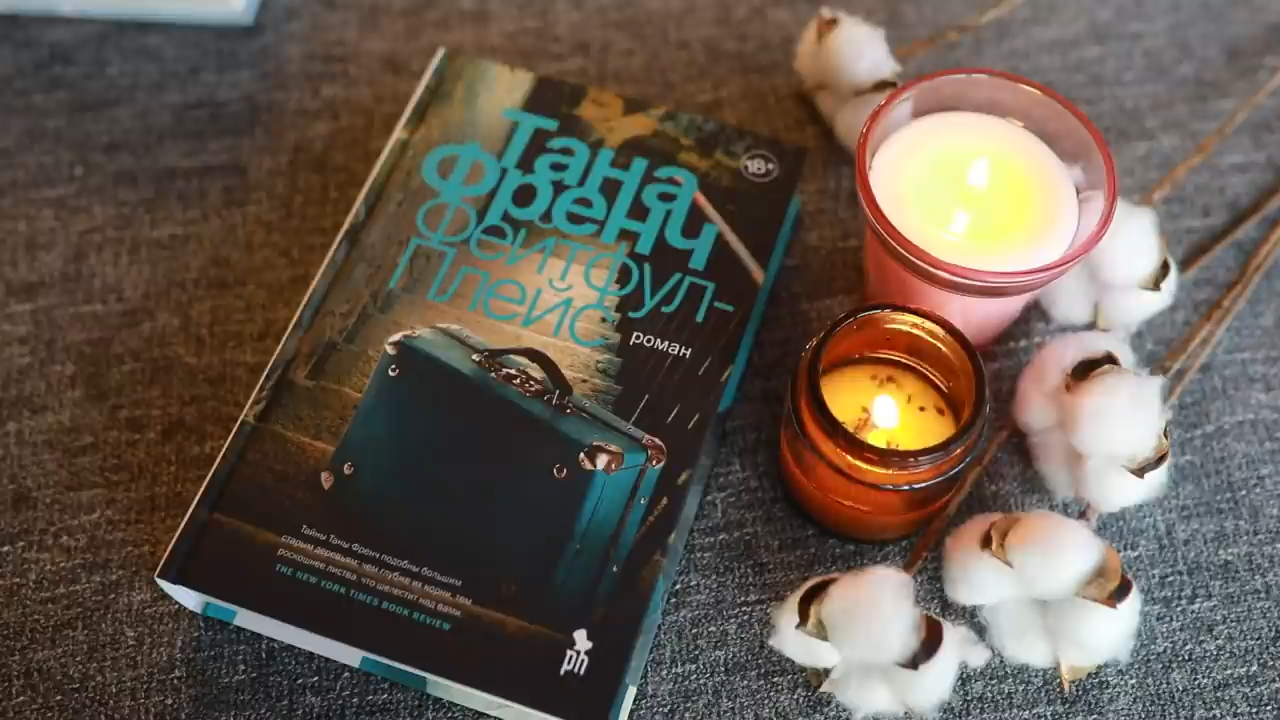 18+
Тана
Френч
Фейтфул-
Плейс
роман
Тайны Таны Френч подобны большим
старым деревьям: чем глубже их корни, тем
роскошнее листва, что шелестит над вами.
THE NEW YORK TIMES BOOK REVIEW
ph